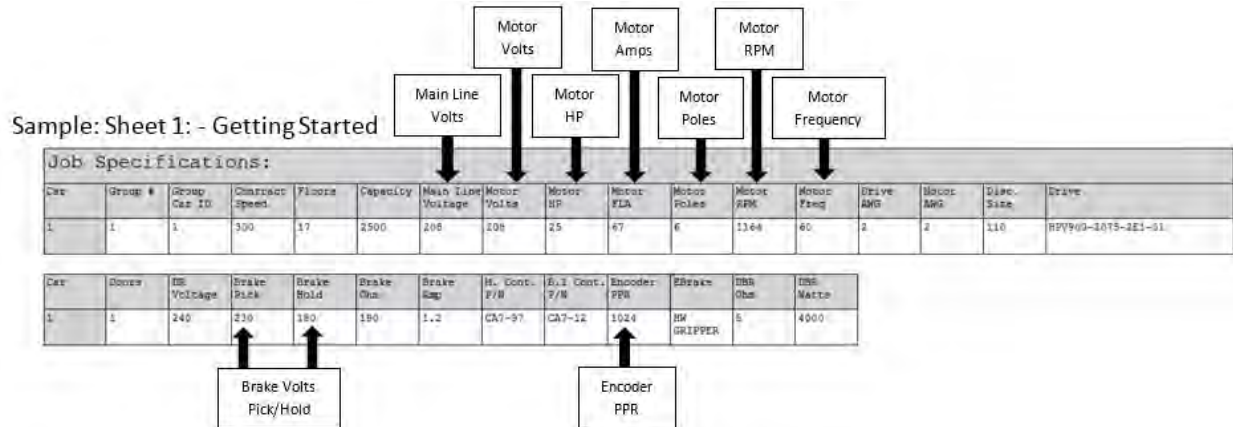 Motor
Volts
Motor
Amps
Motor
RPM
Main Line
Volts
Motor
HP
Motor
Poles
Motor
Frequency
Sample: Sheet 1: - Getting Started
Job Specifications:
Car Group # Group Car ID Contract Speed Floors Capacity Main Line Voltage Motor Volts Motor HP Motor FLA Motor Poles Motor RPM Motor Freq Drive AWG Motor AWG Disc. Size Drive
1 1 1 300 17 2500 208 208 25 67 6 1164 60 2 2 110
Car Doors DR Voltage Brake Pick Brake Hold Brake Ohm Brake Amp M. Cont. P/N Cont. P/N Encoder PPR EBrake DBR Ohm DBR Watts
1 1 240 230 180 190 1.2 CA7-97 CA7-12 1024 HW GRIPPER 5 4000
Brake Volts
Pick/Hold
Encoder
PPR